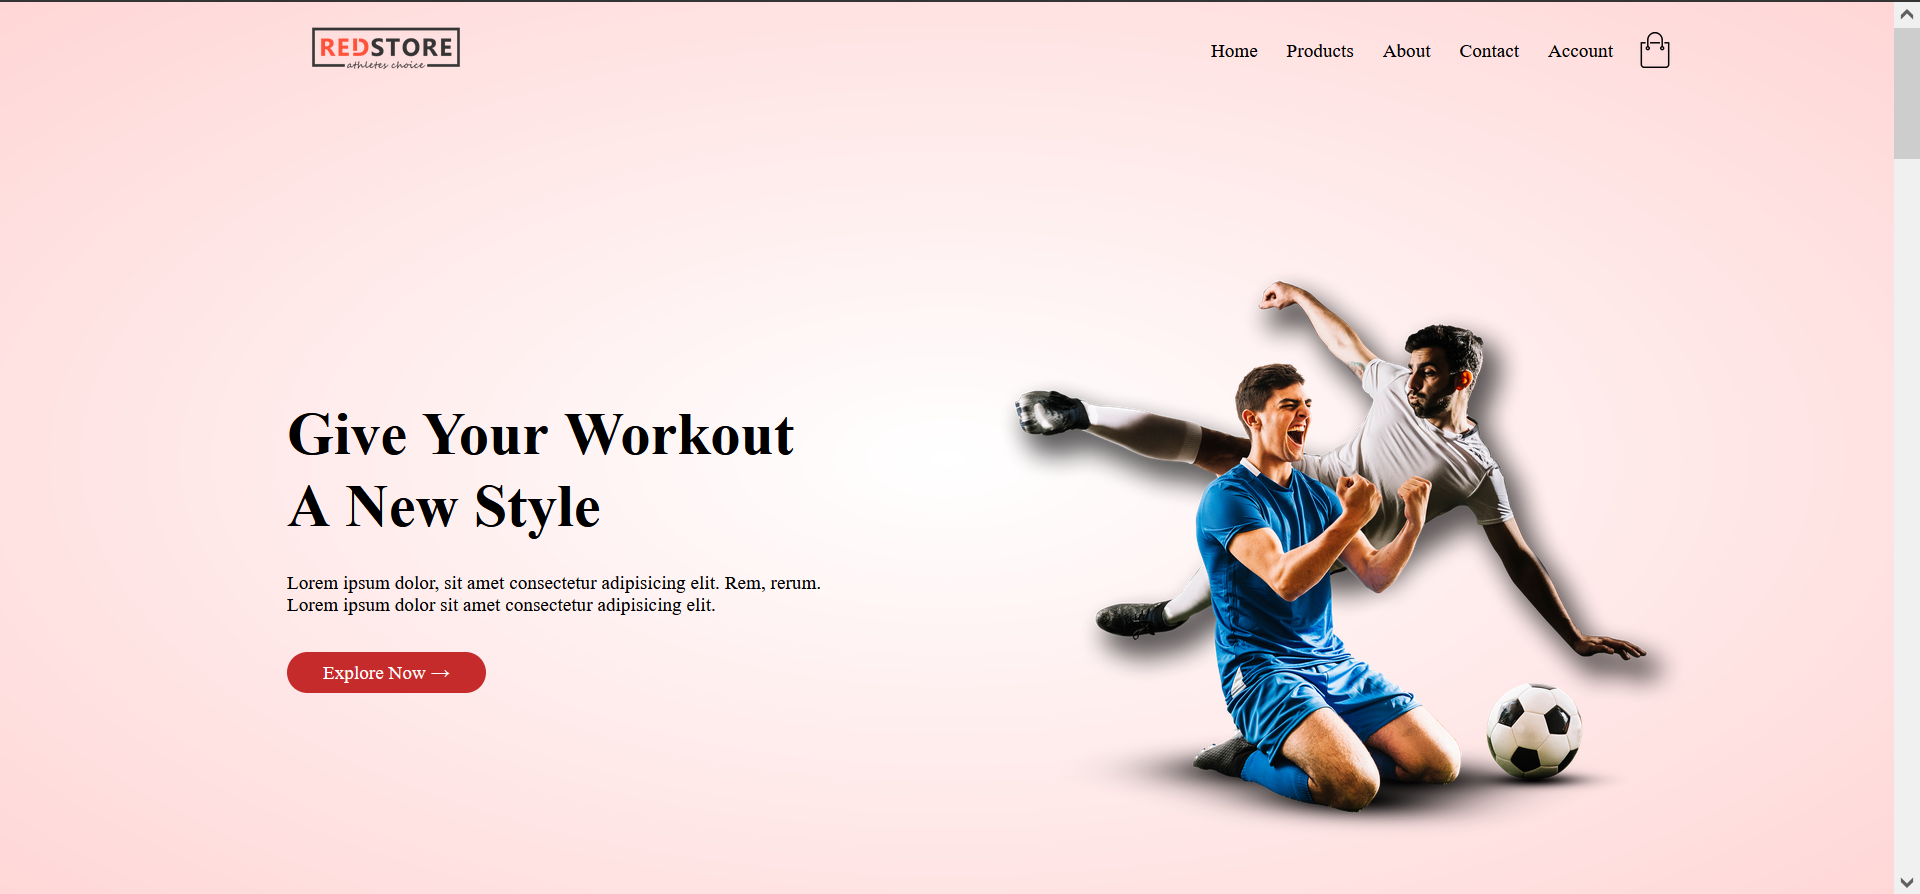 REDSTORE
athletes choice
Home Products About Contact Account
Give Your Workout
A New Style
Lorem ipsum dolor, sit amet consectetur adipisicing elit. Rem, rerum.
Lorem ipsum dolor sit amet consectetur adipisicing elit.
Explore Now →